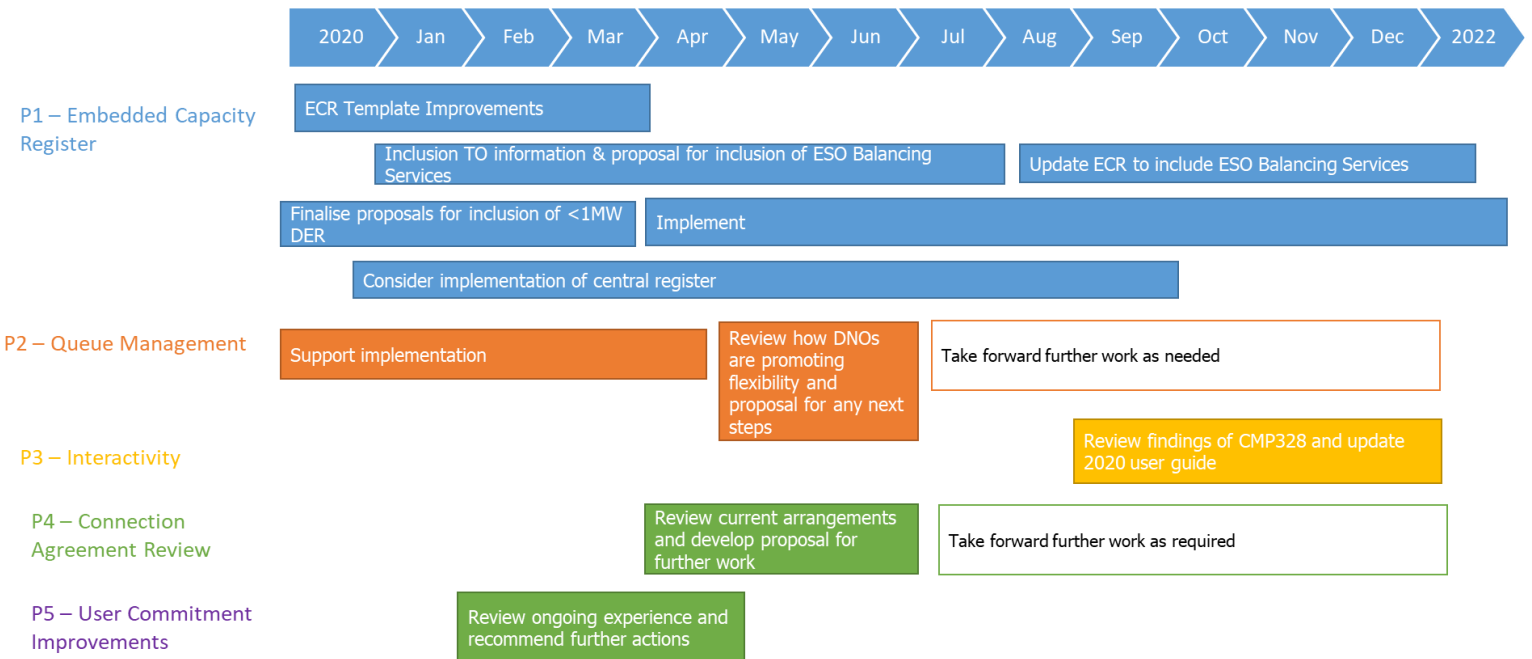 2020 Jan Feb Mar Apr May Jun Jul Aug Sep Oct Nov Dec 2022
P1 – Embedded Capacity
Register
ECR Template Improvements
Inclusion TO information & proposal for inclusion of ESO Balancing
Services
Update ECR to include ESO Balancing Services
Finalise proposals for inclusion of <1MW
DER
Implement
Consider implementation of central register
P2 – Queue Management
Support implementation
Review how DNOs
are promoting
flexibility and
proposal for any next
steps
Take forward further work as needed
P3 – Interactivity
Review findings of CMP328 and update
2020 user guide
P4 – Connection
Agreement Review
Review current arrangements
and develop proposal for
further work
Take forward further work as required
P5 – User Commitment
Improvements
Review ongoing experience and
recommend further actions